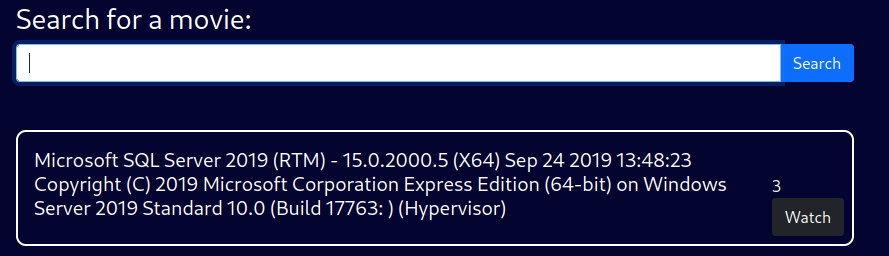 Search for a movie:
Search
Microsoft SQL Server 2019 (RTM) - 15.0.2000.5 (X64) Sep 24 2019 13:48:23
Copyright (C) 2019 Microsoft Corporation Express Edition (64-bit) on Windows
Server 2019 Standard 10.0 (Build 17763: ) (Hypervisor)
3
Watch